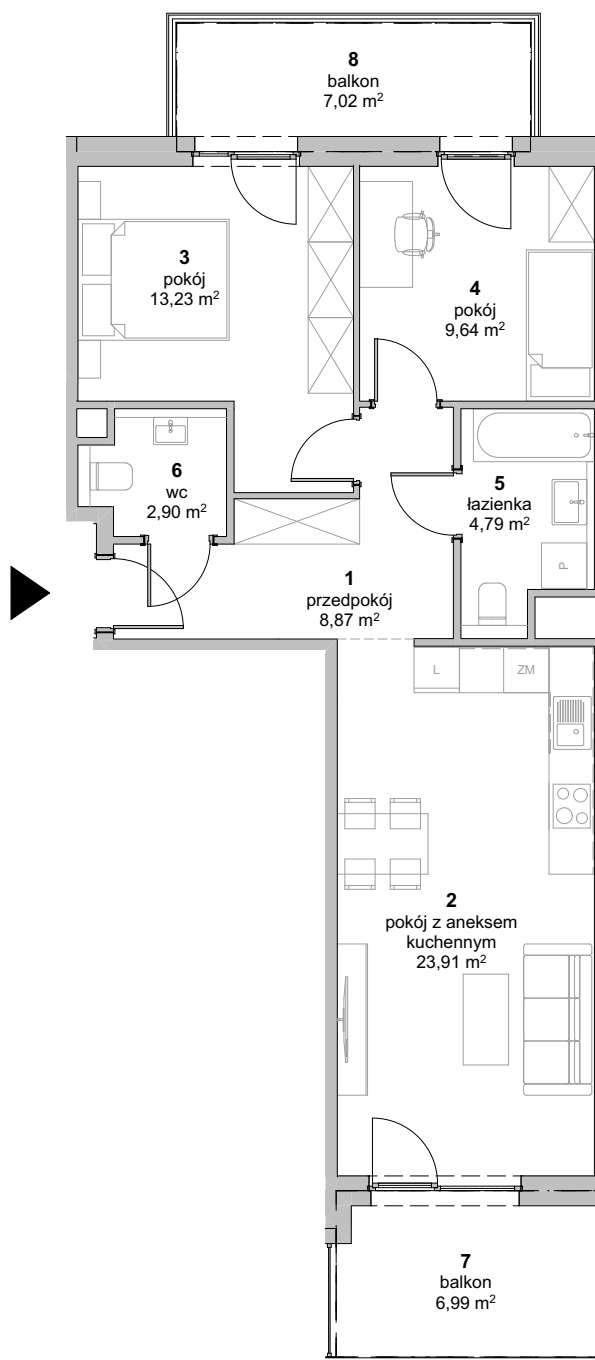 8
balkon
7,02 m²
3
pokój
13,23 m²
4
pokój
9,64 m²
6
wc
2,90 m²
5
łazienka
4,79 m²
P
1
przedpokój
8,87 m²
L
ZM
2
pokój z aneksem
kuchennym
23,91 m²
7
balkon
6,99 m²